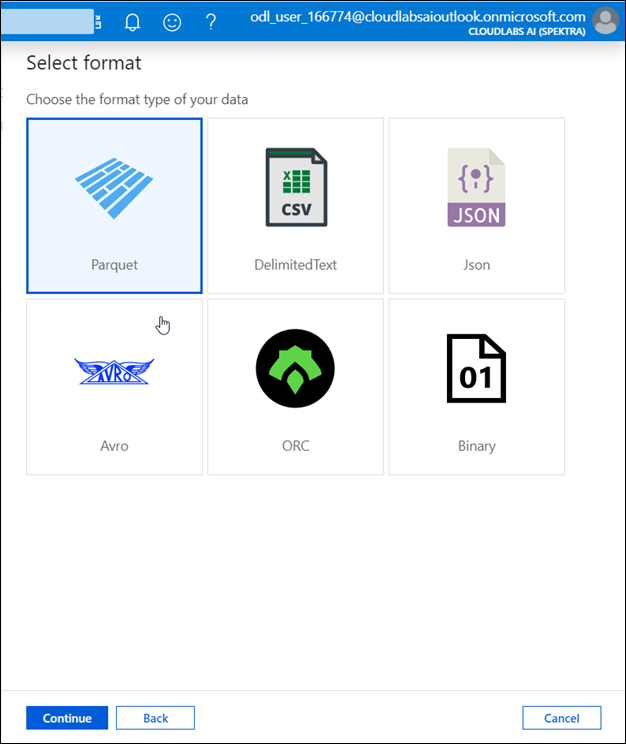 odl_user_166774@cloudlabsaioutlook.onmicrosoft.com
CLOUDLABS AI (SPEKTRA)
Select format
Choose the format type of your data
X
CSV
{ }
JSON
Parquet
DelimitedText
Json
AVRO
01
Avro
ORC
Binary
Continue
Back
Cancel